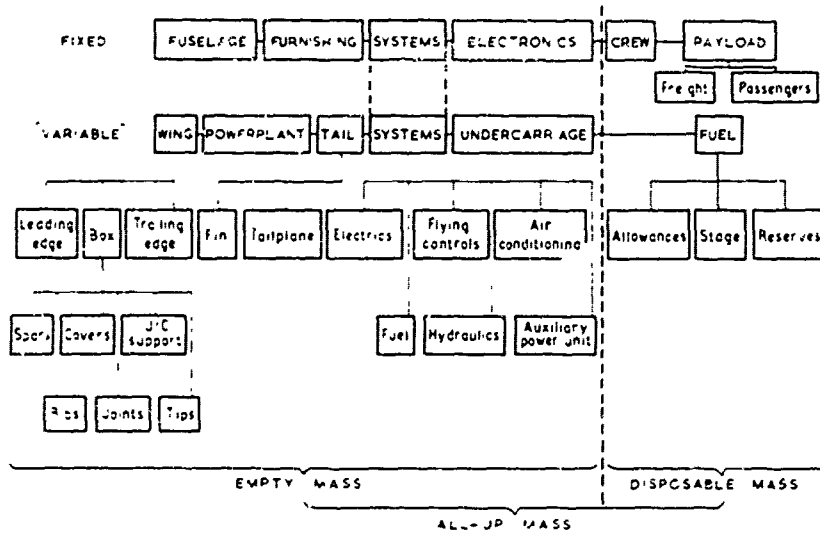 FIXED FUSELAGE FURNISHING SYSTEMS ELECTRONICS CREW PAYLOAD
Freight Passengers
"VARIABLE" WING POWERPLANT TAIL SYSTEMS UNDERCARRIAGE FUEL
Leading edge Box Trailing edge Fin Tailplane Electrics Flying controls Air conditioning Allowances Stage Reserves
Spars Covers U/C support Fuel Hydraulics Auxiliary power unit
Ribs Joints Tips
EMPTY MASS DISPOSABLE MASS
ALL-UP MASS